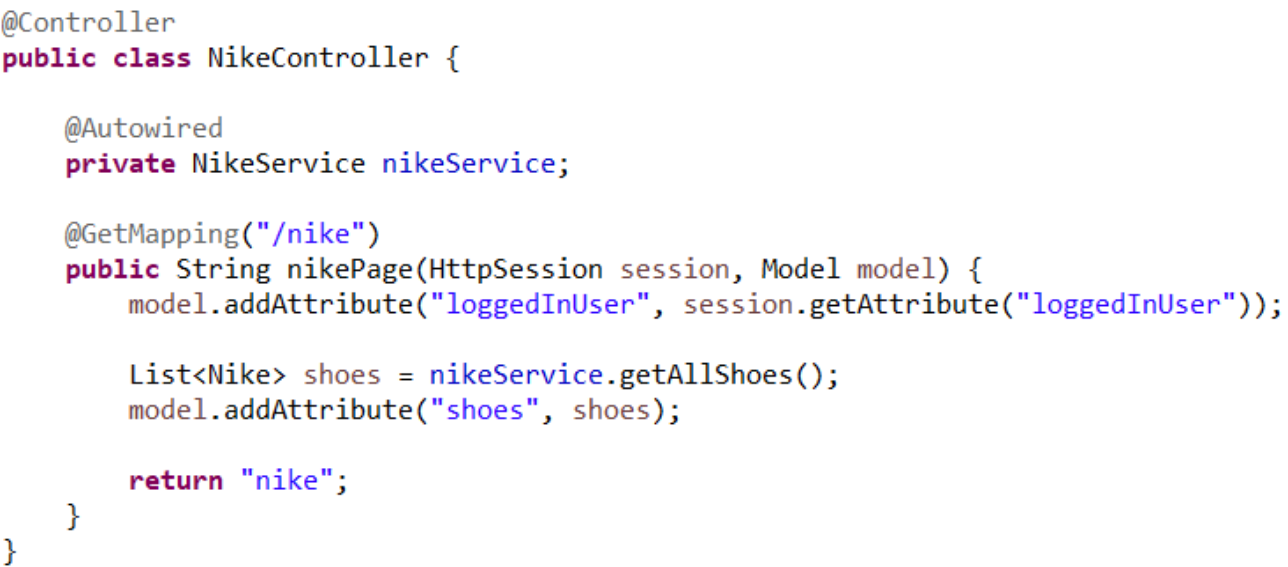 @Controller
public class NikeController {
@Autowired
private NikeService nikeService;
@GetMapping("/nike")
public String nikePage(HttpSession session, Model model) {
model.addAttribute("loggedInUser", session.getAttribute("loggedInUser"));
List<Nike> shoes = nikeService.getAllShoes();
model.addAttribute("shoes", shoes);
return "nike";
}
}